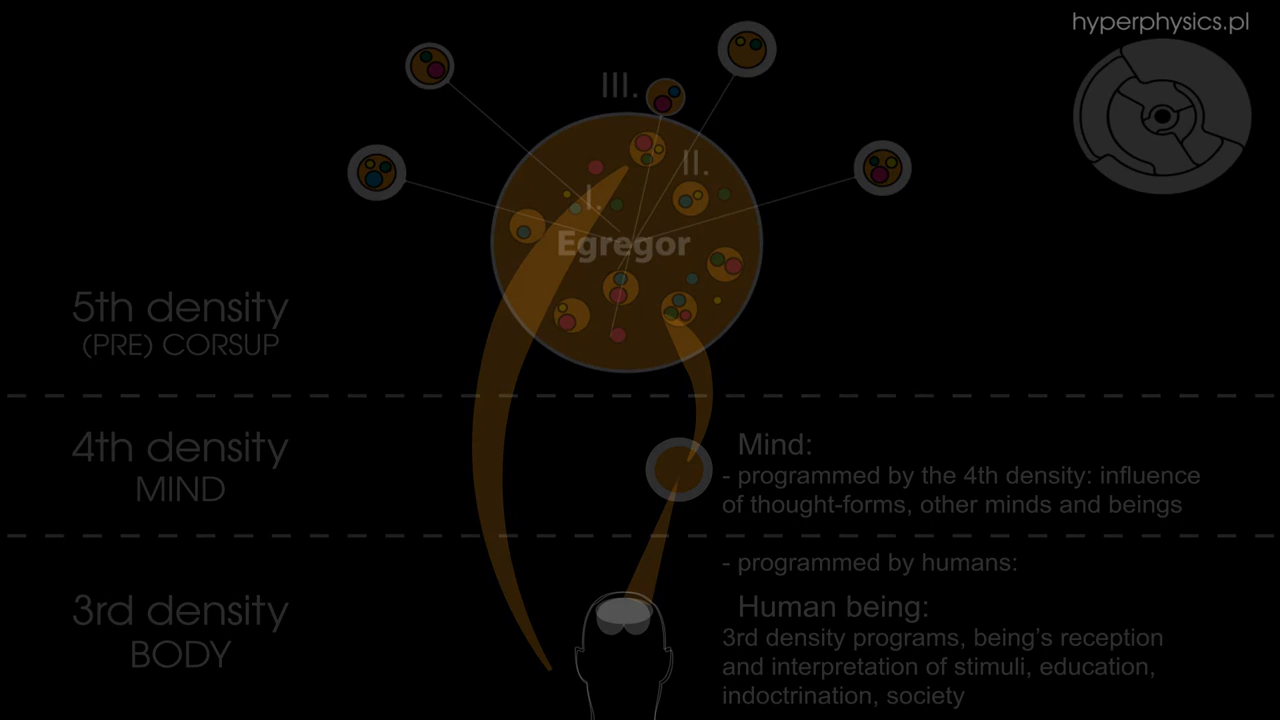 hyperphysics.pl
III.
II.
I.
Egregor
5th density
(PRE) CORSUP
4th density
MIND
Mind:
- programmed by the 4th density: influence
of thought-forms, other minds and beings
- programmed by humans:
3rd density
BODY
Human being:
3rd density programs, being’s reception
and interpretation of stimuli, education,
indoctrination, society